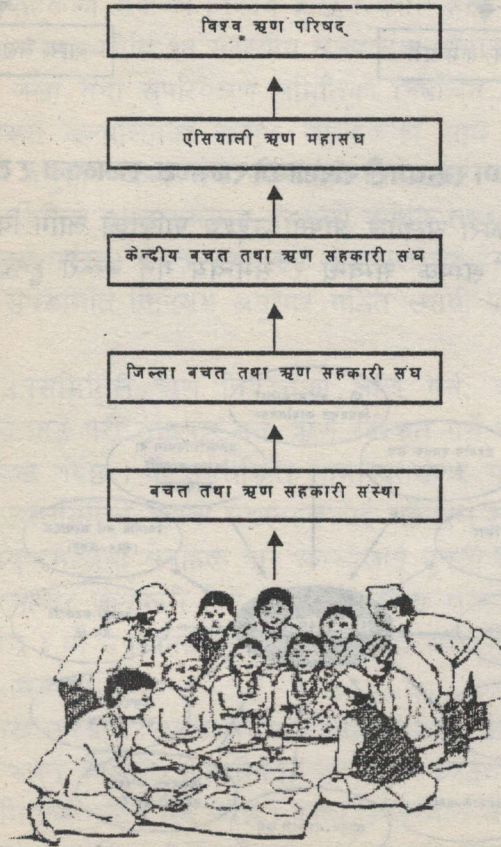 विश्व ऋण परिषद्
एसियाली ऋण महासंघ
केन्दीय बचत तथा ऋण सहकारी संघ
जिल्ला बचत तथा ऋण सहकारी संघ
बचत तथा ऋण सहकारी संस्था